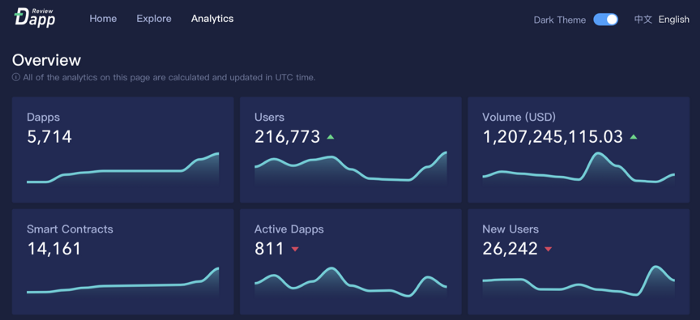 Review
Dapp
Home Explore Analytics
Dark Theme 中文 English
Overview
ⓘ All of the analytics on this page are calculated and updated in UTC time.
Dapps
5,714
Users
216,773
Volume (USD)
1,207,245,115.03
Smart Contracts
14,161
Active Dapps
811
New Users
26,242